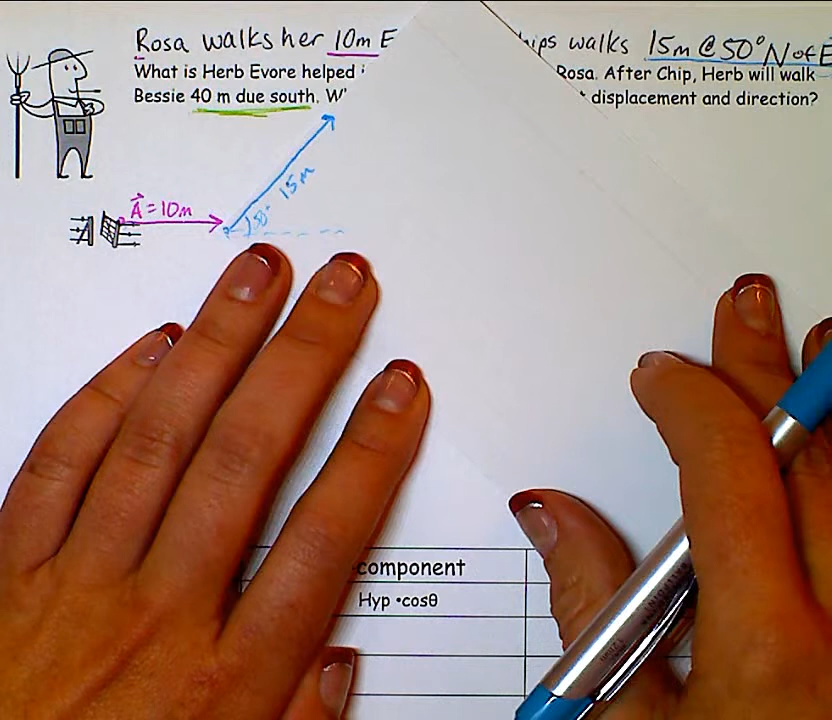 Rosa walks her 10m E hips walks 15m @ 50° N of E
What is Herb Evore helped Rosa. After Chip, Herb will walk
Bessie 40 m due south. W displacement and direction?
15m
A = 10m
50°
component
Hyp •cosθ